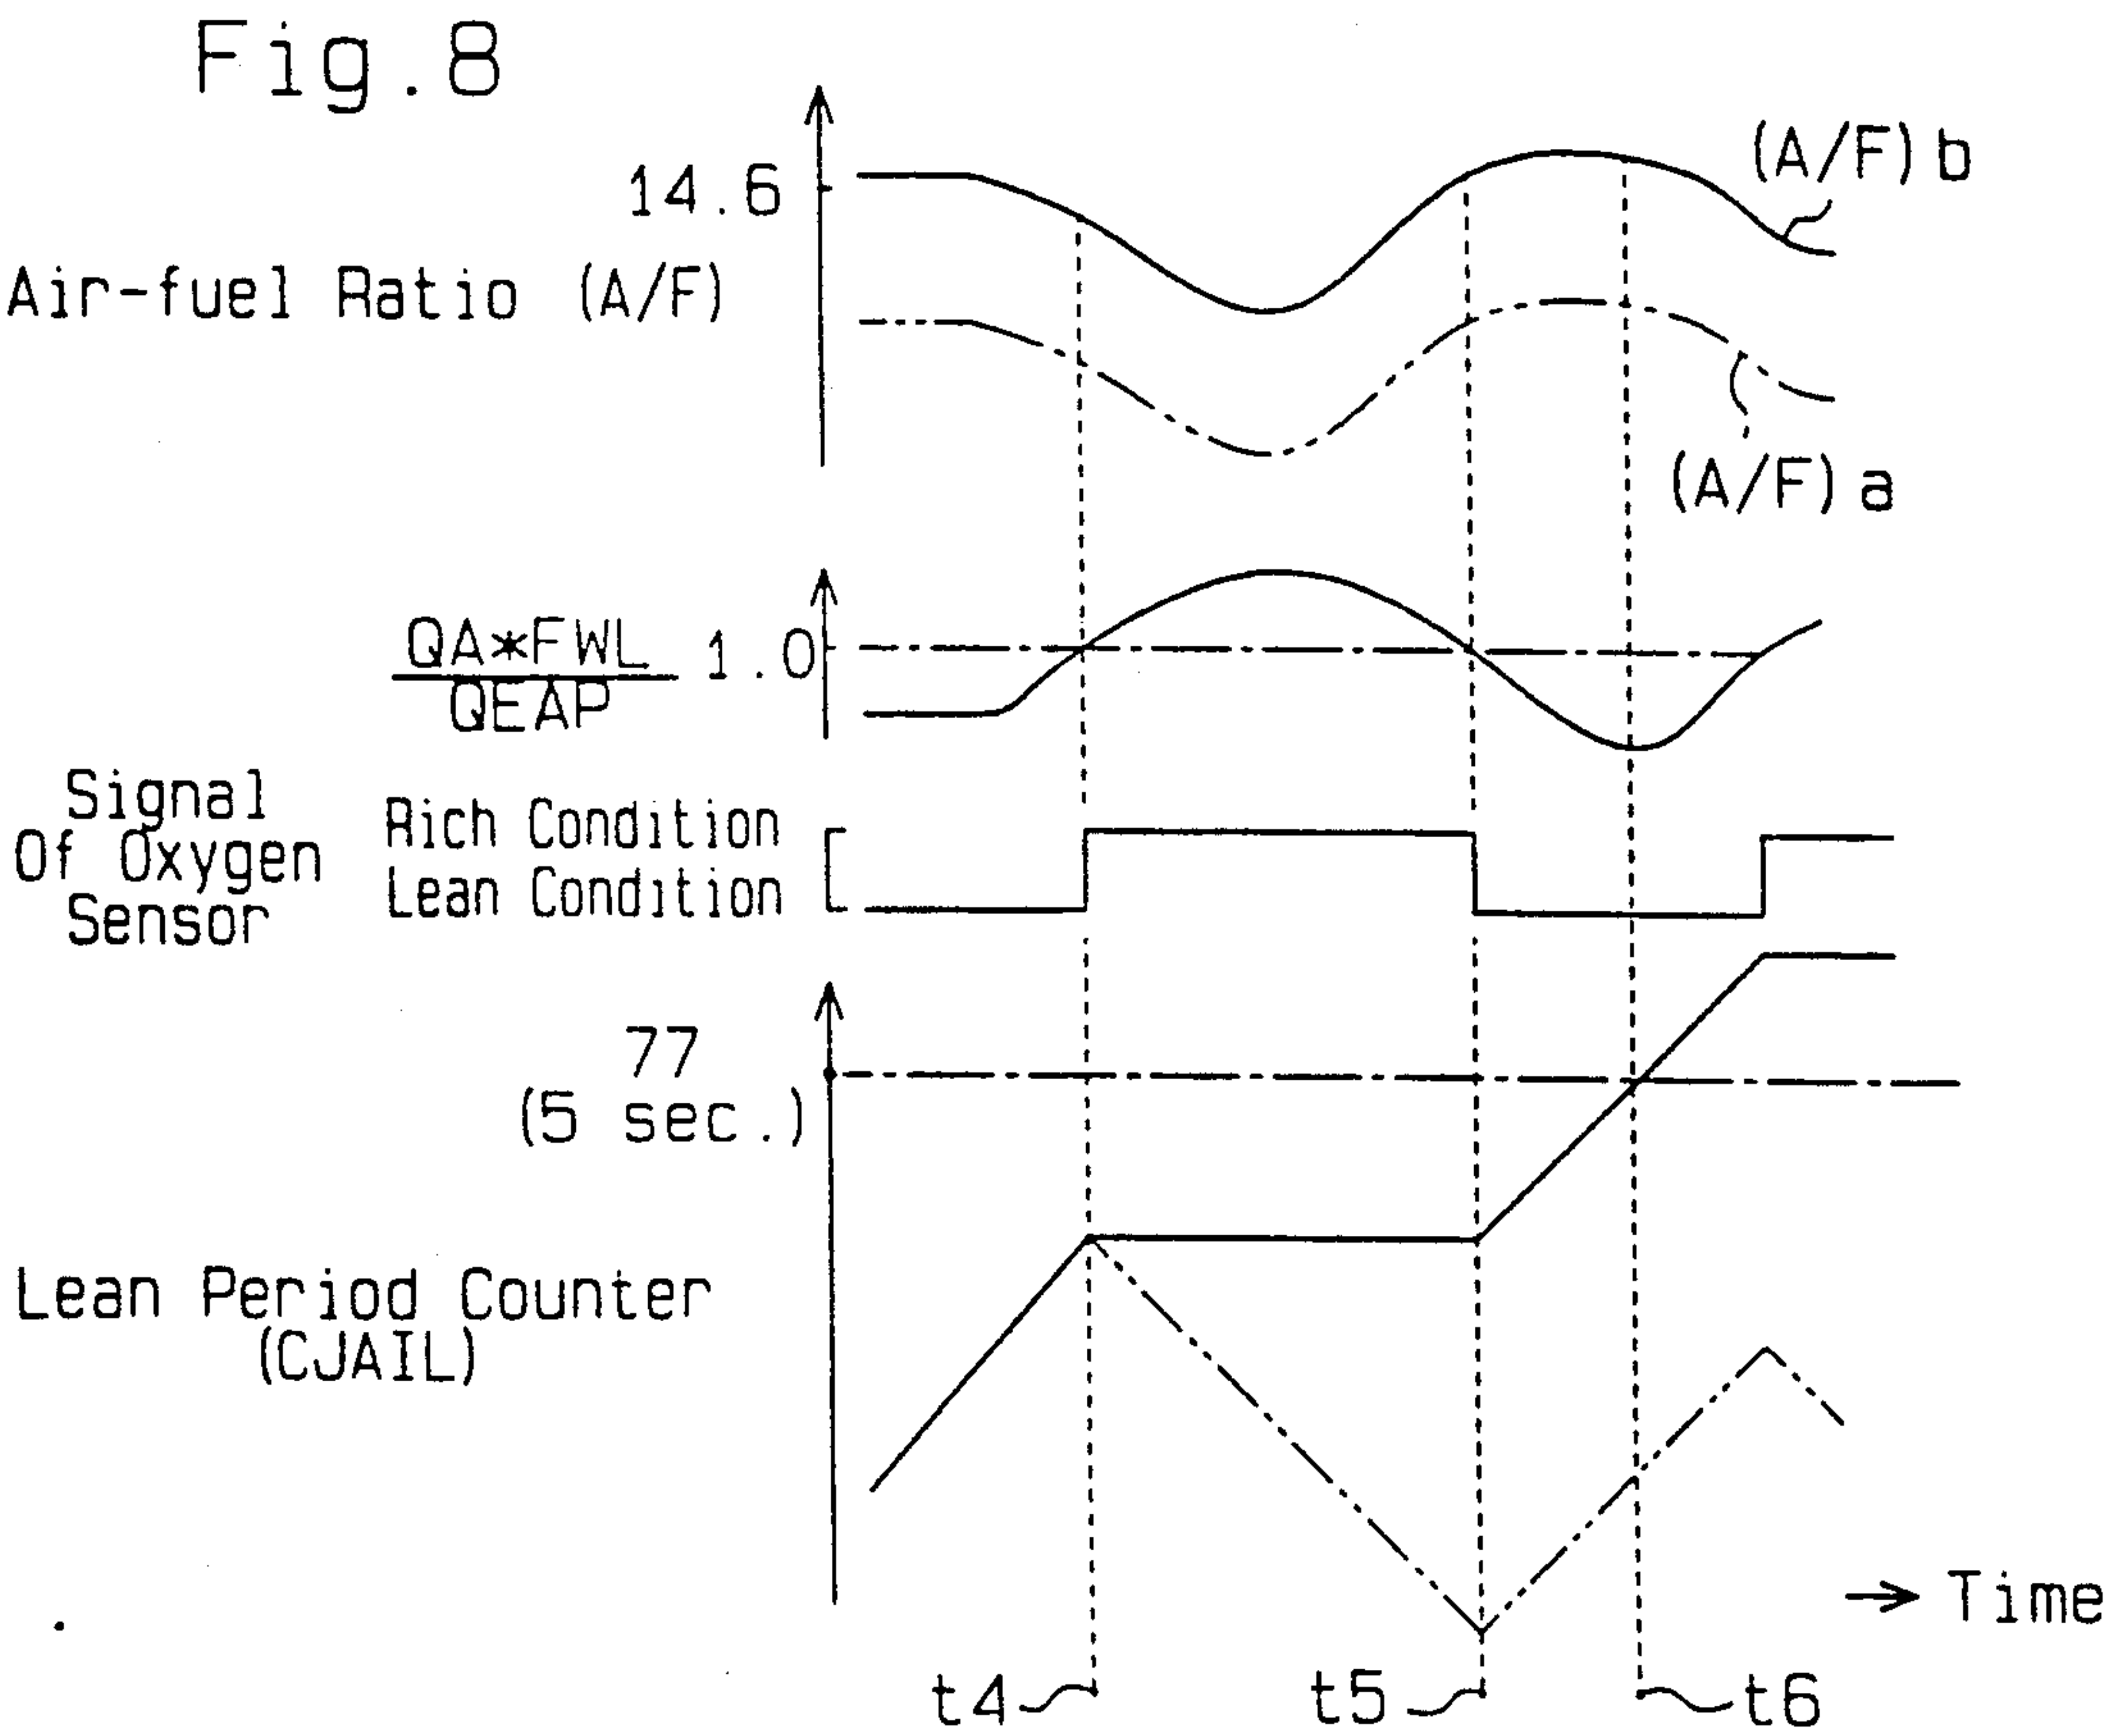 Fig.8
14.6
Air-fuel Ratio (A/F)
(A/F) b
(A/F) a
QA*FWL
QEAP
1.0
Signal
Of Oxygen
Sensor
Rich Condition
Lean Condition
77
(5 sec.)
Lean Period Counter
(CJAIL)
→ Time
t4
t5
t6